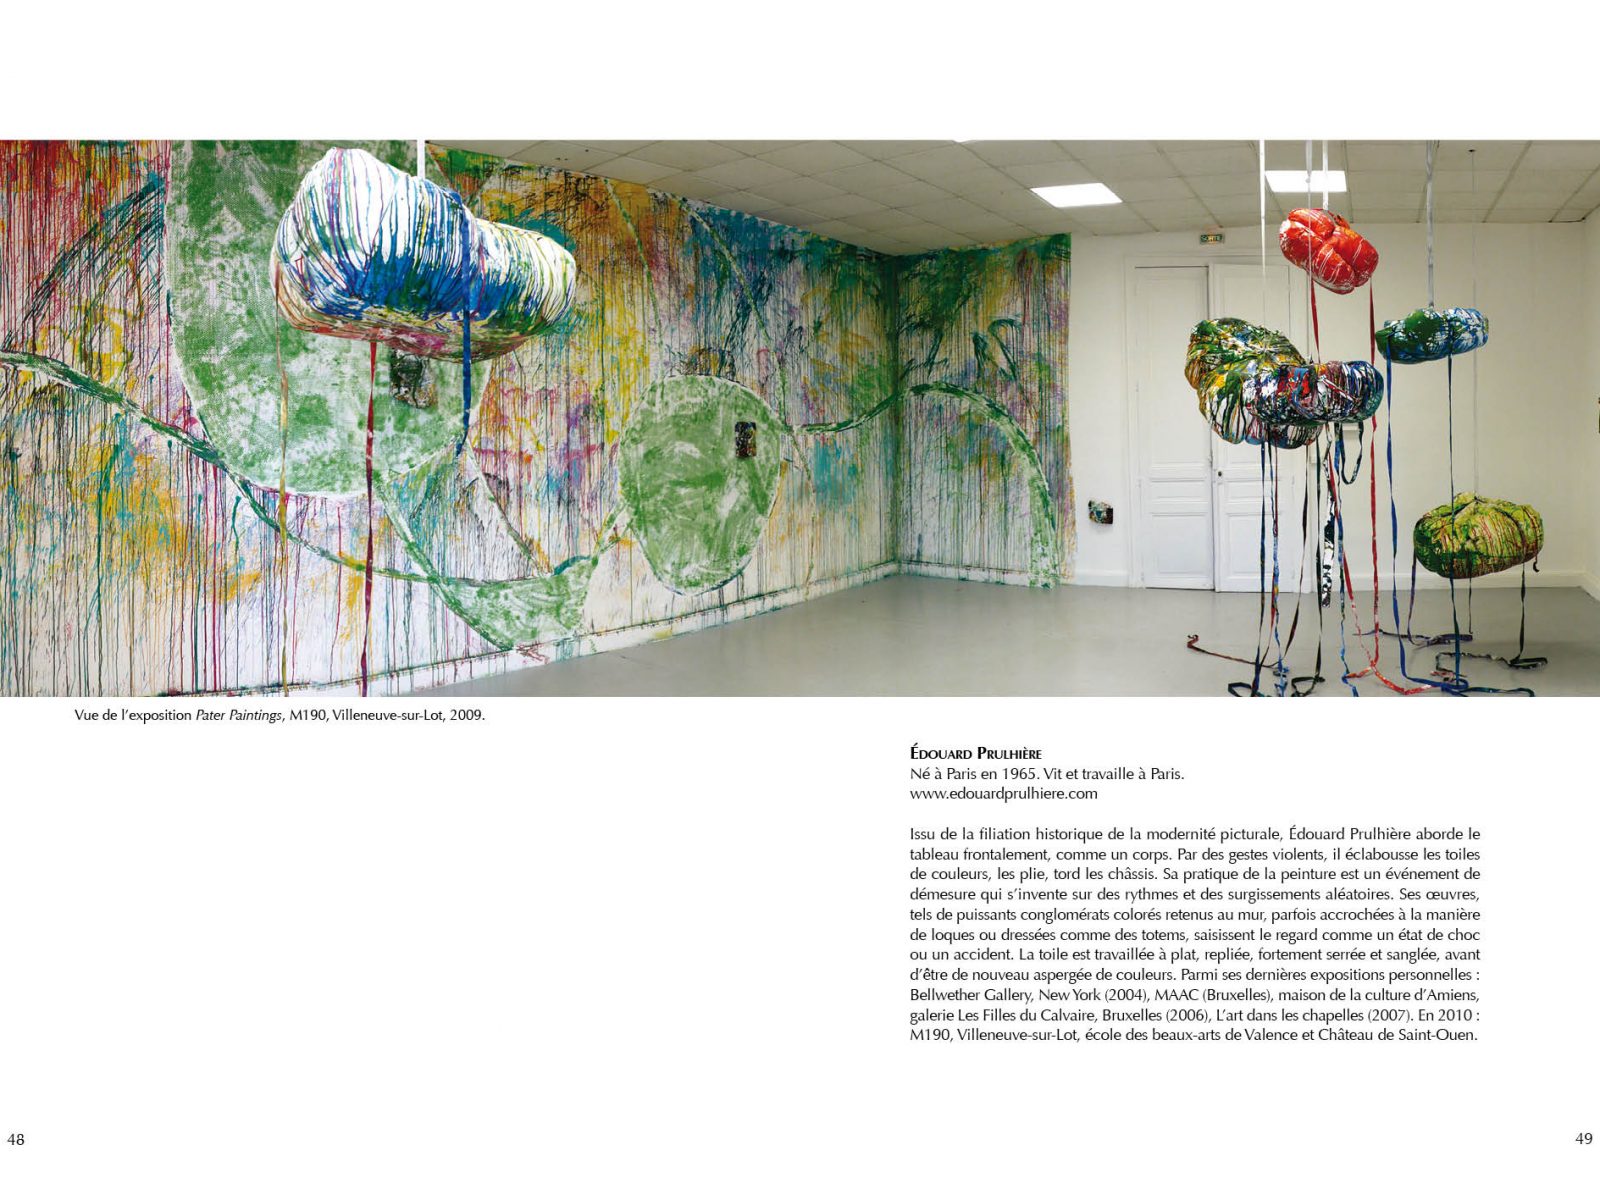 Vue de l’exposition Pater Paintings, M190, Villeneuve-sur-Lot, 2009.
ÉDOUARD PRULHIÈRE
Né à Paris en 1965. Vit et travaille à Paris.
www.edouardprulhiere.com
Issu de la filiation historique de la modernité picturale, Édouard Prulhière aborde le
tableau frontalement, comme un corps. Par des gestes violents, il éclabousse les toiles
de couleurs, les plie, tord les châssis. Sa pratique de la peinture est un événement de
démesure qui s’invente sur des rythmes et des surgissements aléatoires. Ses œuvres,
tels de puissants conglomérats colorés retenus au mur, parfois accrochées à la manière
de loques ou dressées comme des totems, saisissent le regard comme un état de choc
ou un accident. La toile est travaillée à plat, repliée, fortement serrée et sanglée, avant
d’être de nouveau aspergée de couleurs. Parmi ses dernières expositions personnelles :
Bellwether Gallery, New York (2004), MAAC (Bruxelles), maison de la culture d’Amiens,
galerie Les Filles du Calvaire, Bruxelles (2006), L’art dans les chapelles (2007). En 2010 :
M190, Villeneuve-sur-Lot, école des beaux-arts de Valence et Château de Saint-Ouen.
48
49